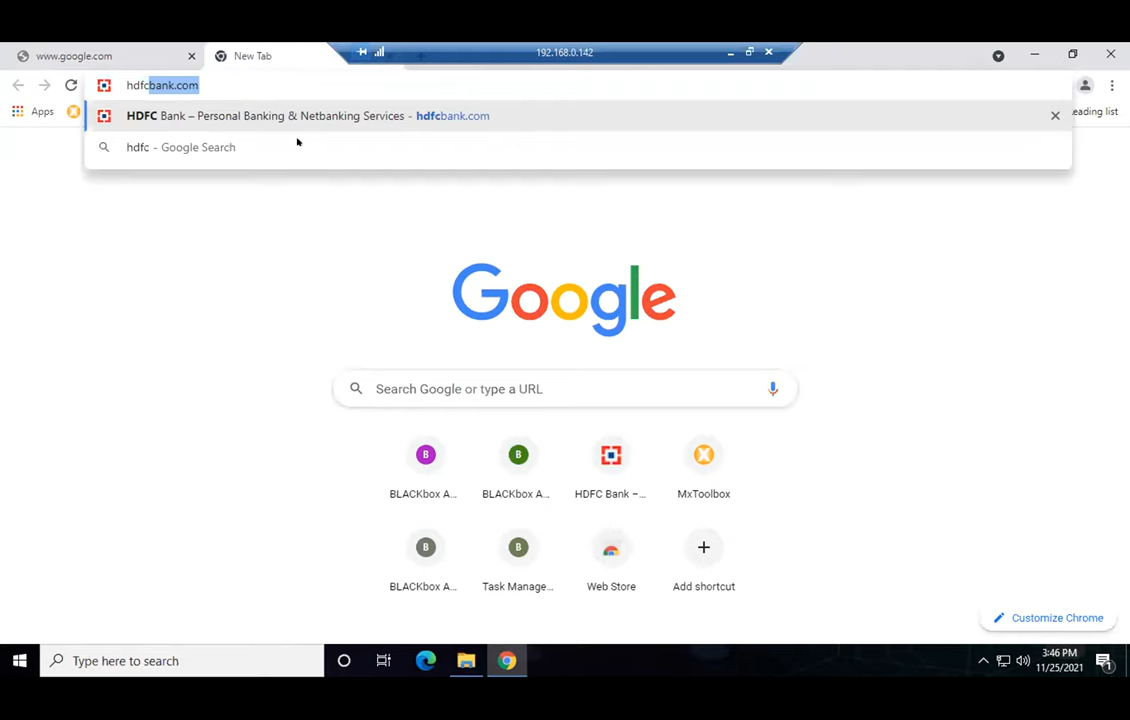 192.168.0.142
www.google.com
New Tab
hdfcbank.com
Apps
HDFC Bank – Personal Banking & Netbanking Services - hdfcbank.com
hdfc - Google Search
Google
Search Google or type a URL
B
B
BLACKbox A...
BLACKbox A...
HDFC Bank –...
MxToolbox
B
B
BLACKbox A...
Task Manage...
Web Store
Add shortcut
Customize Chrome
Type here to search
3:46 PM
11/25/2021
1